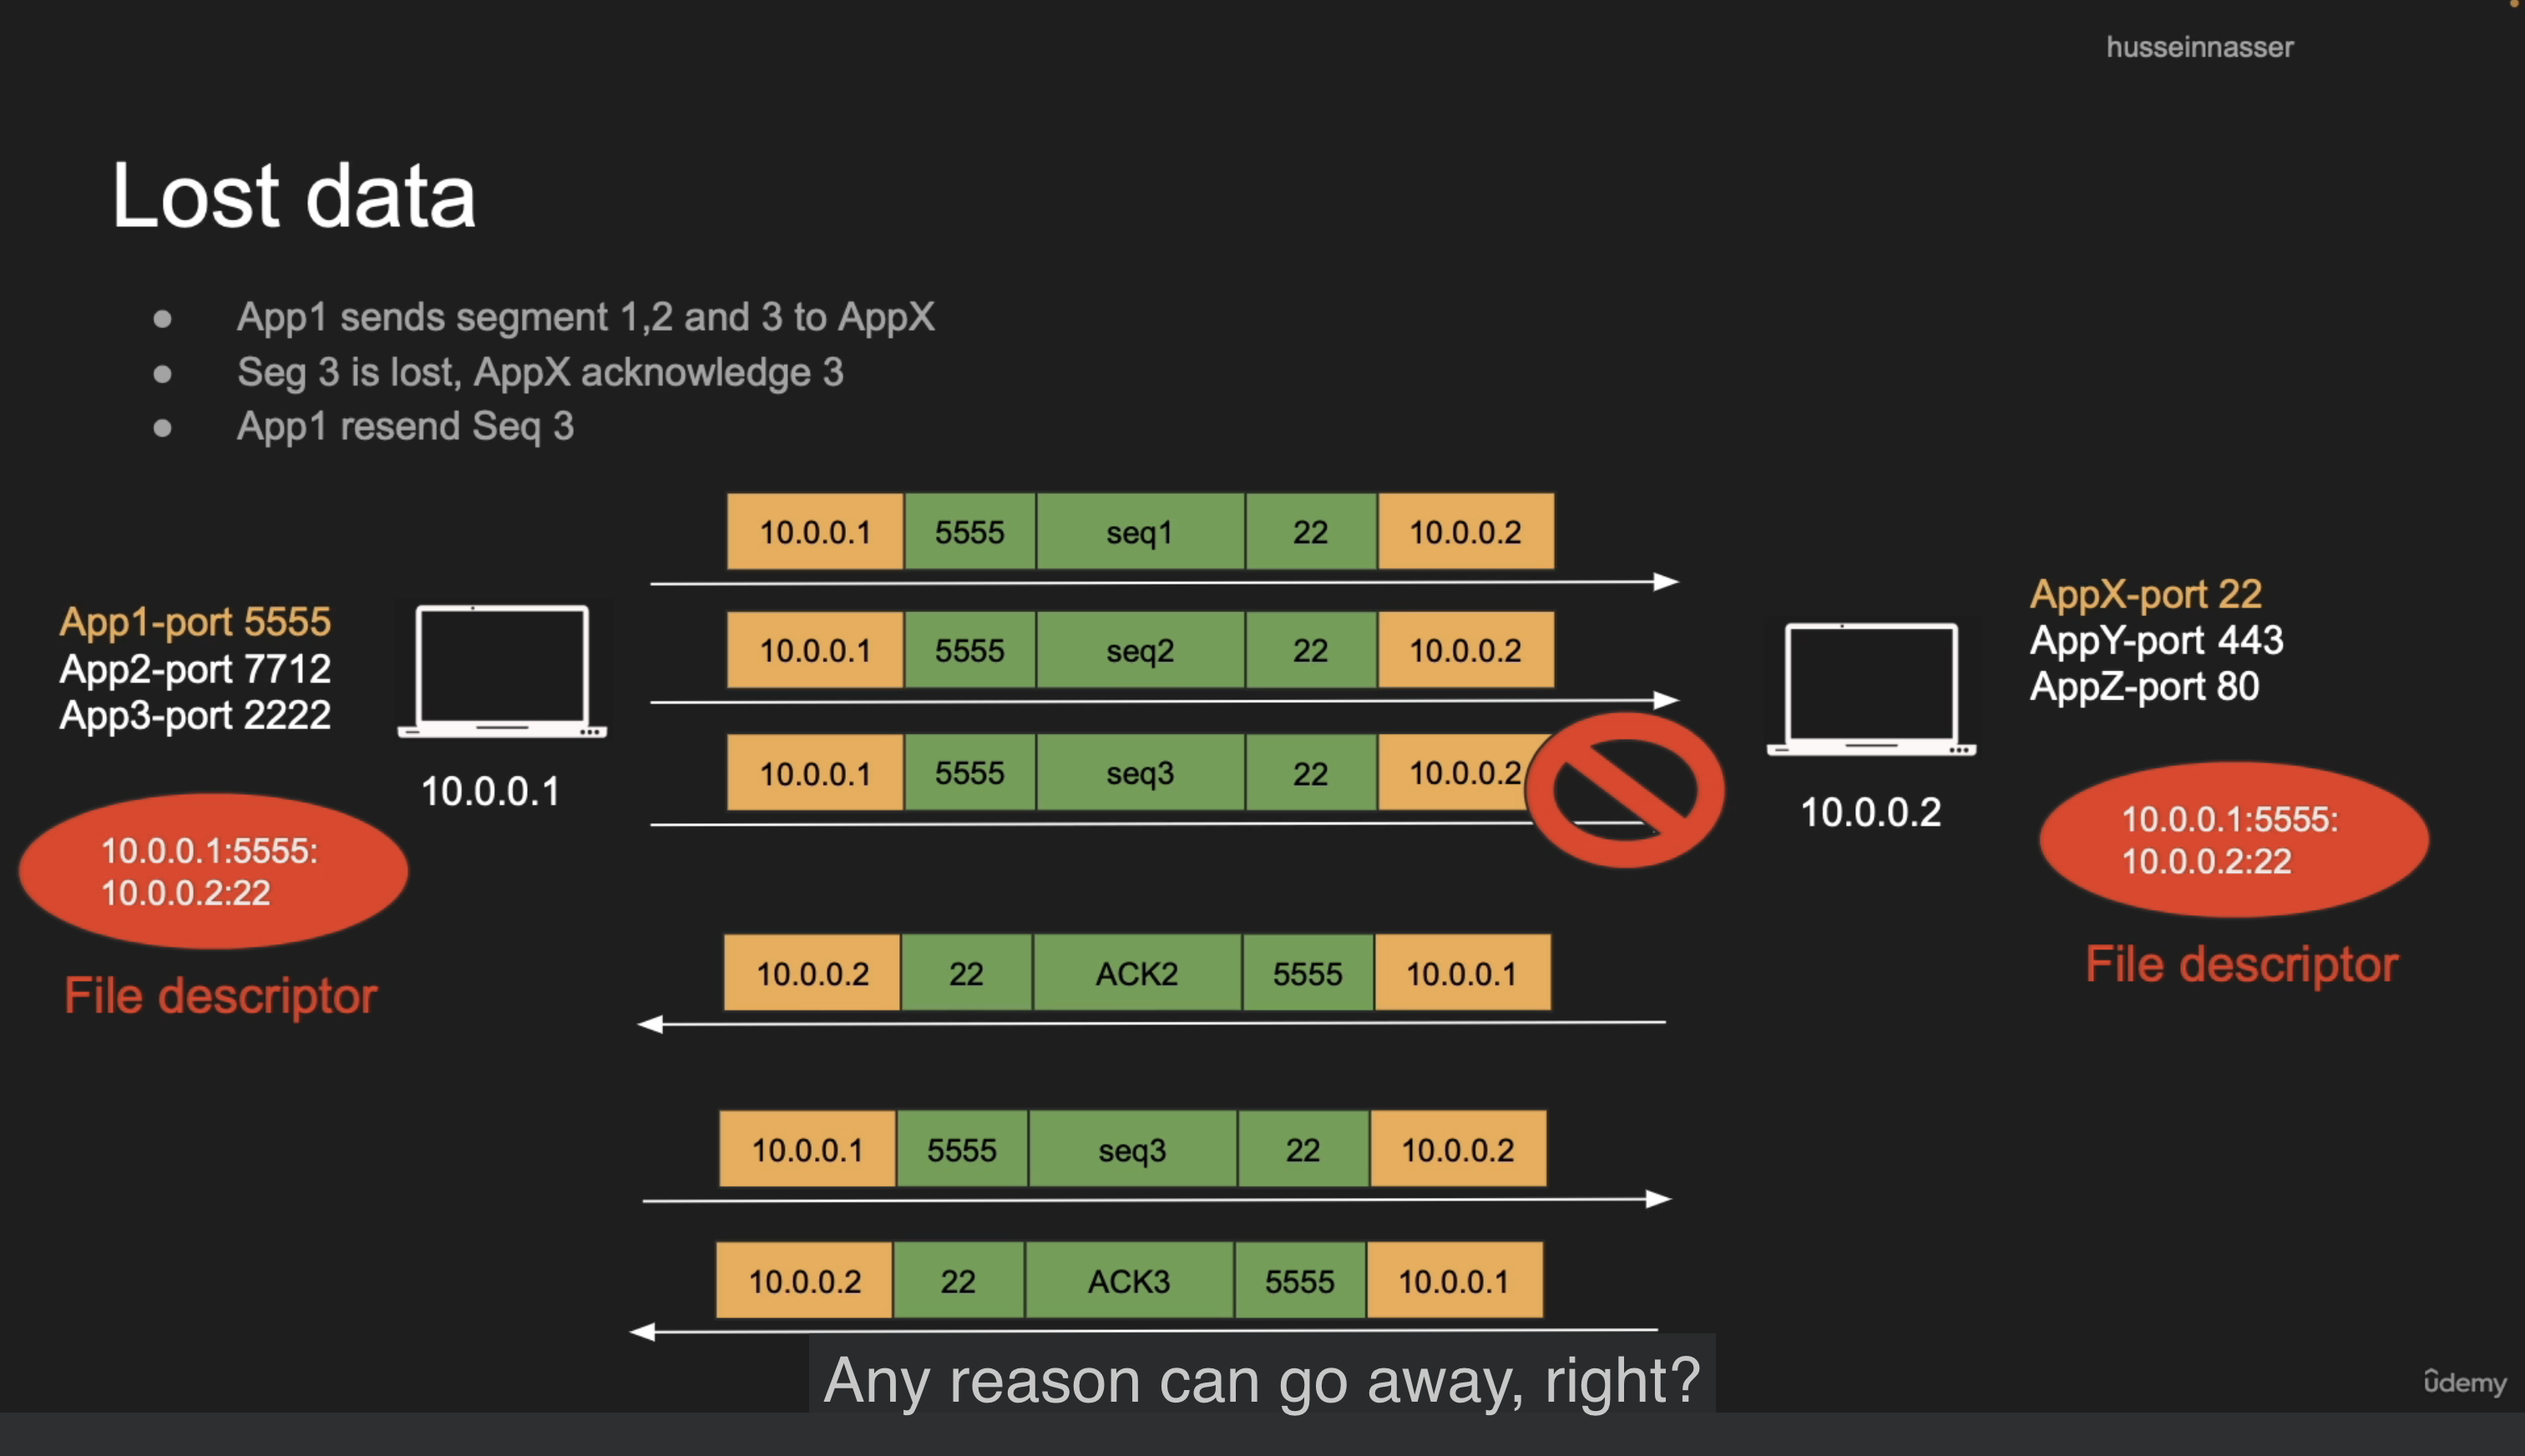 husseinnasser
Lost data
● App1 sends segment 1,2 and 3 to AppX
● Seg 3 is lost, AppX acknowledge 3
● App1 resend Seq 3
10.0.0.1 5555 seq1 22 10.0.0.2
App1-port 5555
App2-port 7712
App3-port 2222
10.0.0.1
10.0.0.1:5555:
10.0.0.2:22
File descriptor
10.0.0.1 5555 seq2 22 10.0.0.2
10.0.0.1 5555 seq3 22 10.0.0.2
AppX-port 22
AppY-port 443
AppZ-port 80
10.0.0.2
10.0.0.1:5555:
10.0.0.2:22
File descriptor
10.0.0.2 22 ACK2 5555 10.0.0.1
10.0.0.1 5555 seq3 22 10.0.0.2
10.0.0.2 22 ACK3 5555 10.0.0.1
Any reason can go away, right?
ûdemy